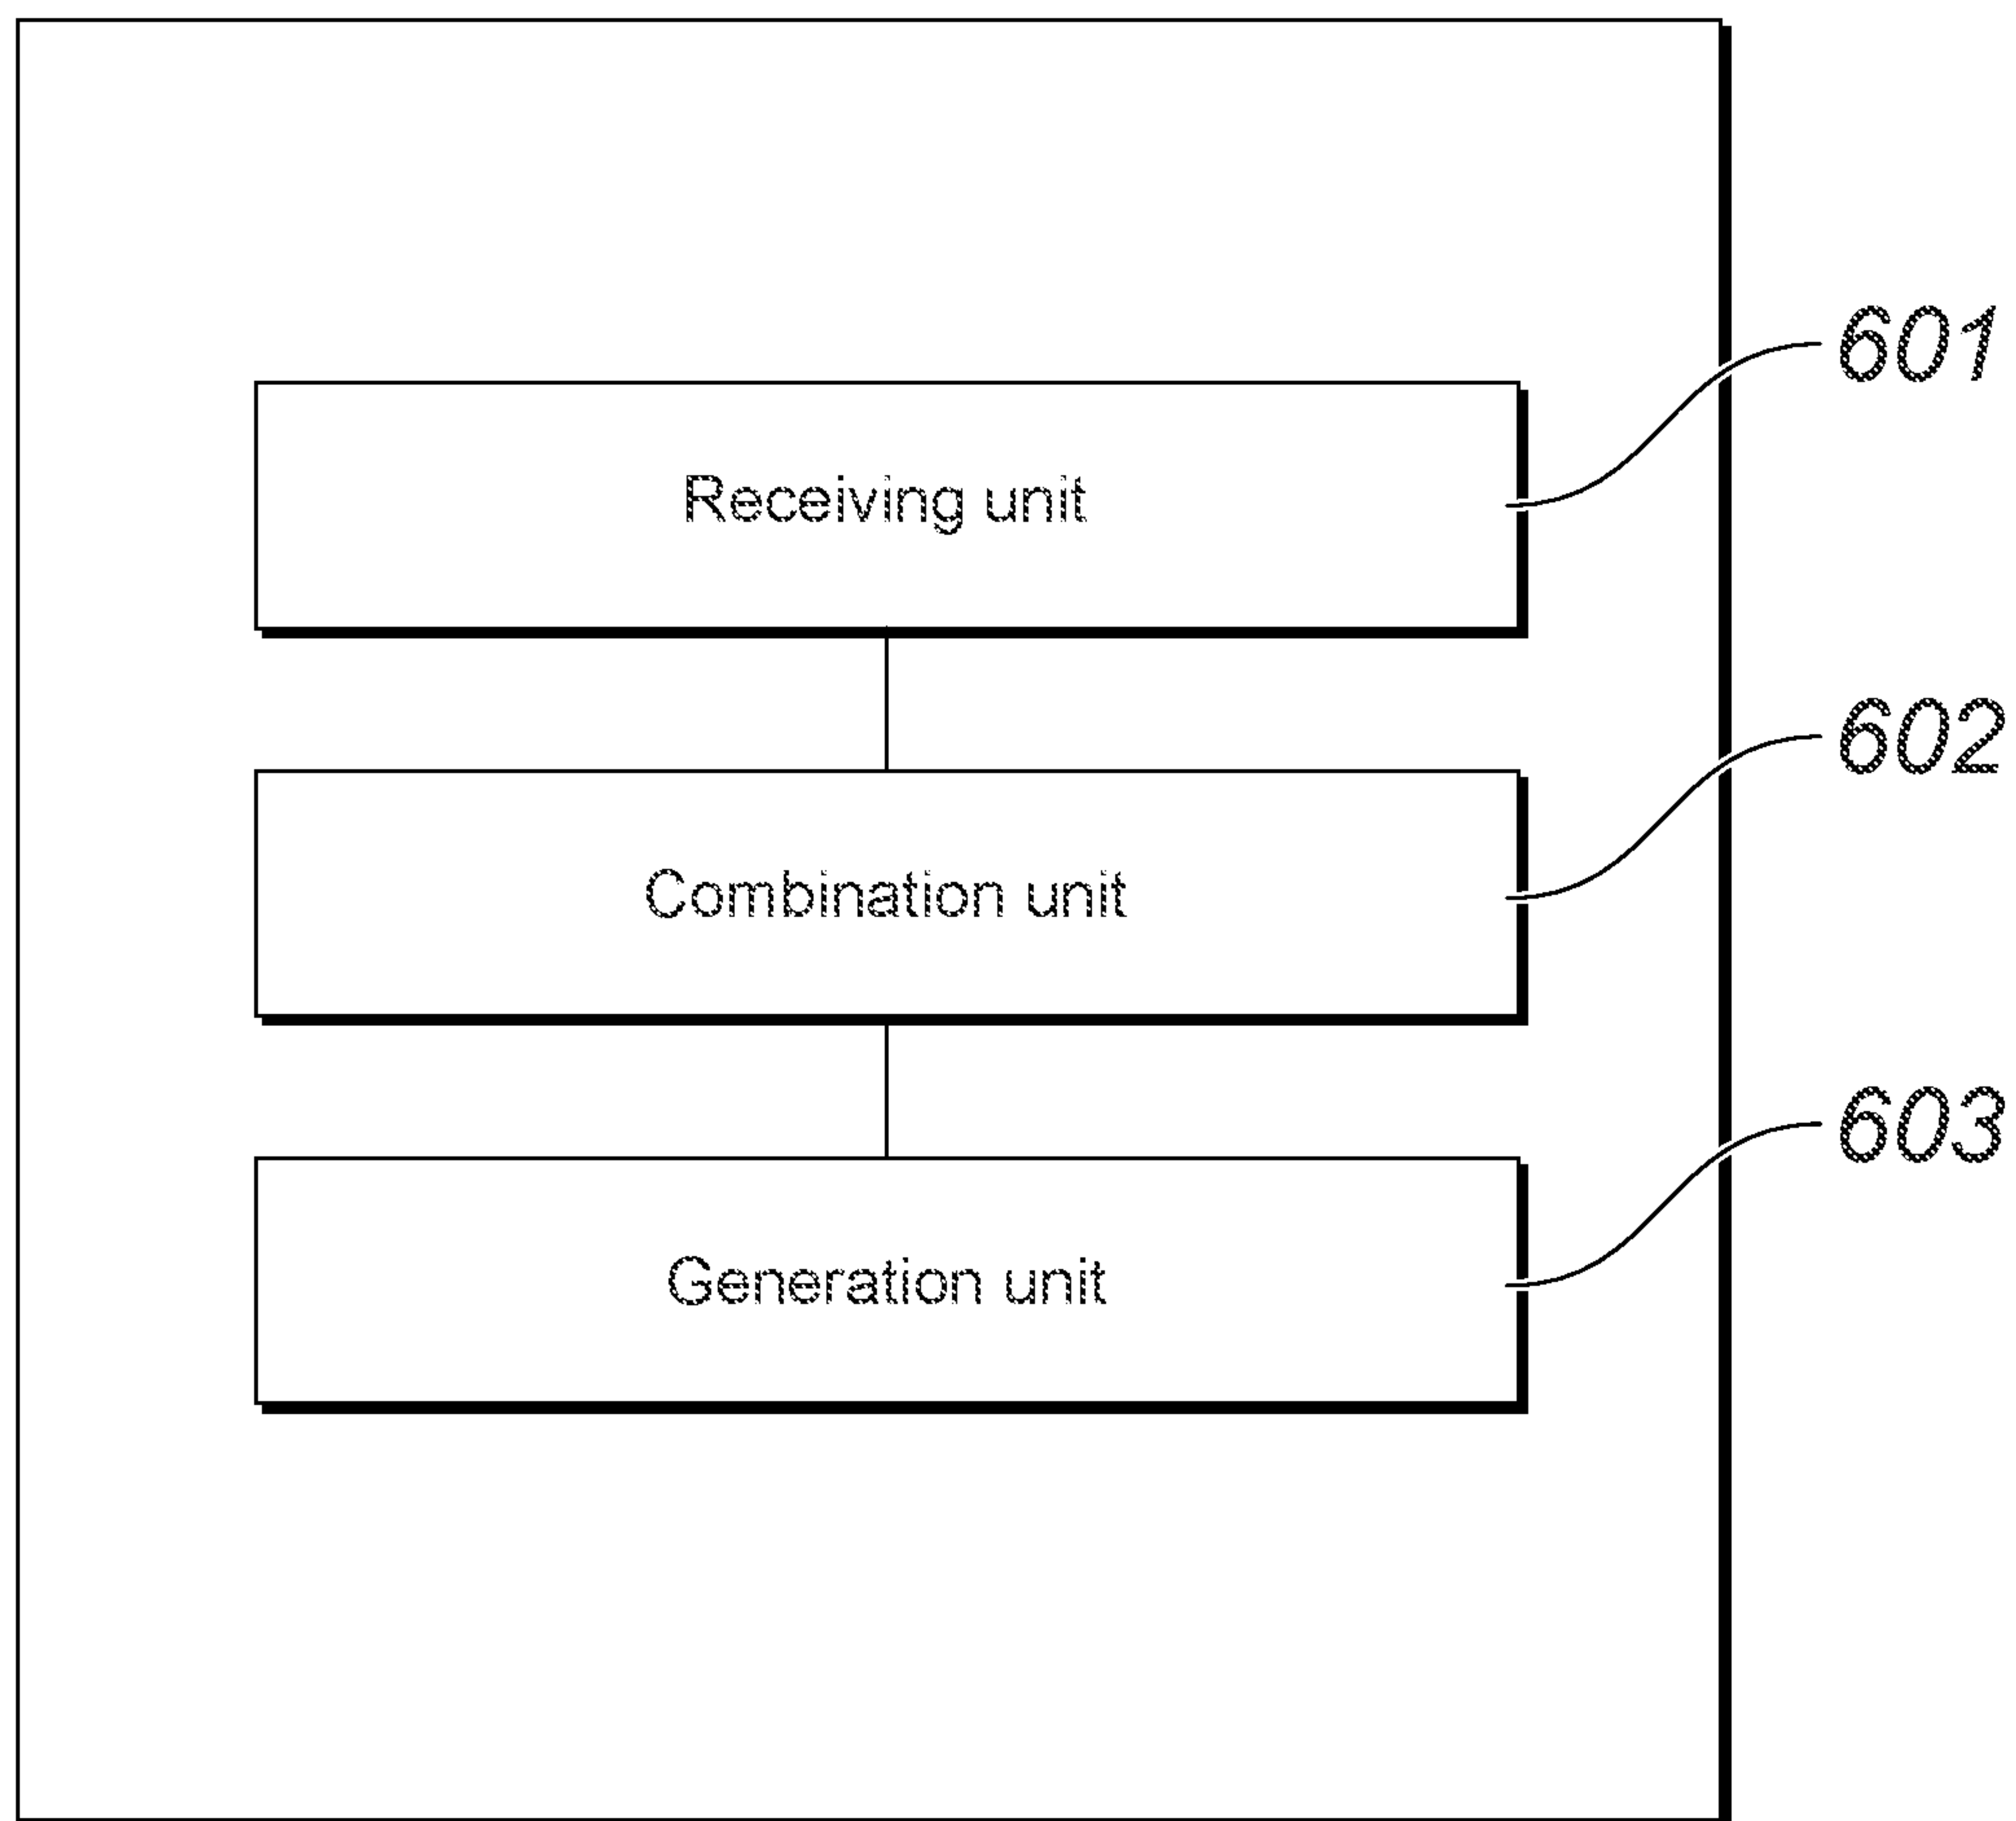 601
Receiving unit
602
Combination unit
603
Generation unit